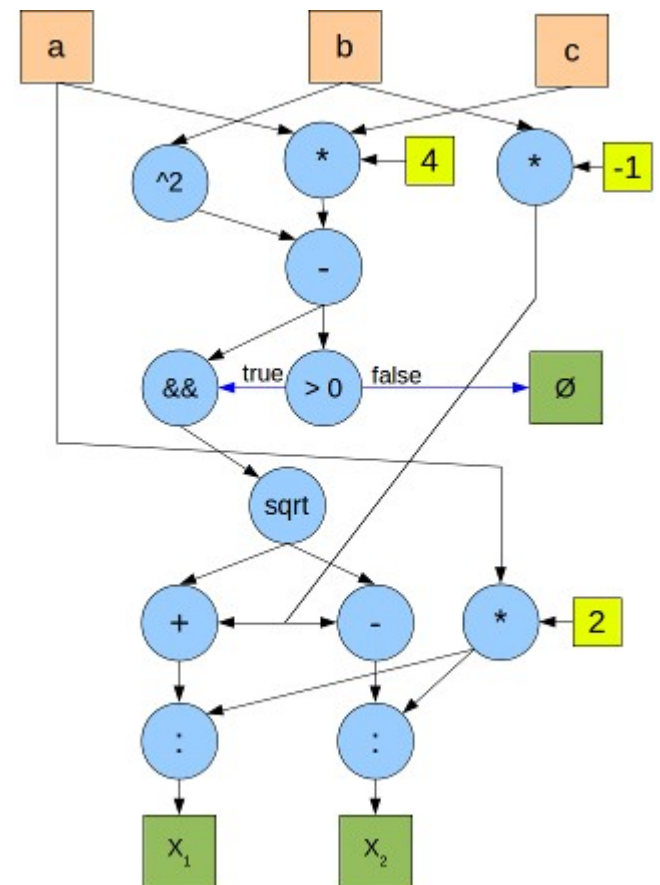 a
b
c
^2
*
4
*
-1
-
&&
true
> 0
false
Ø
sqrt
+
-
*
2
:
:
X₁
X₂